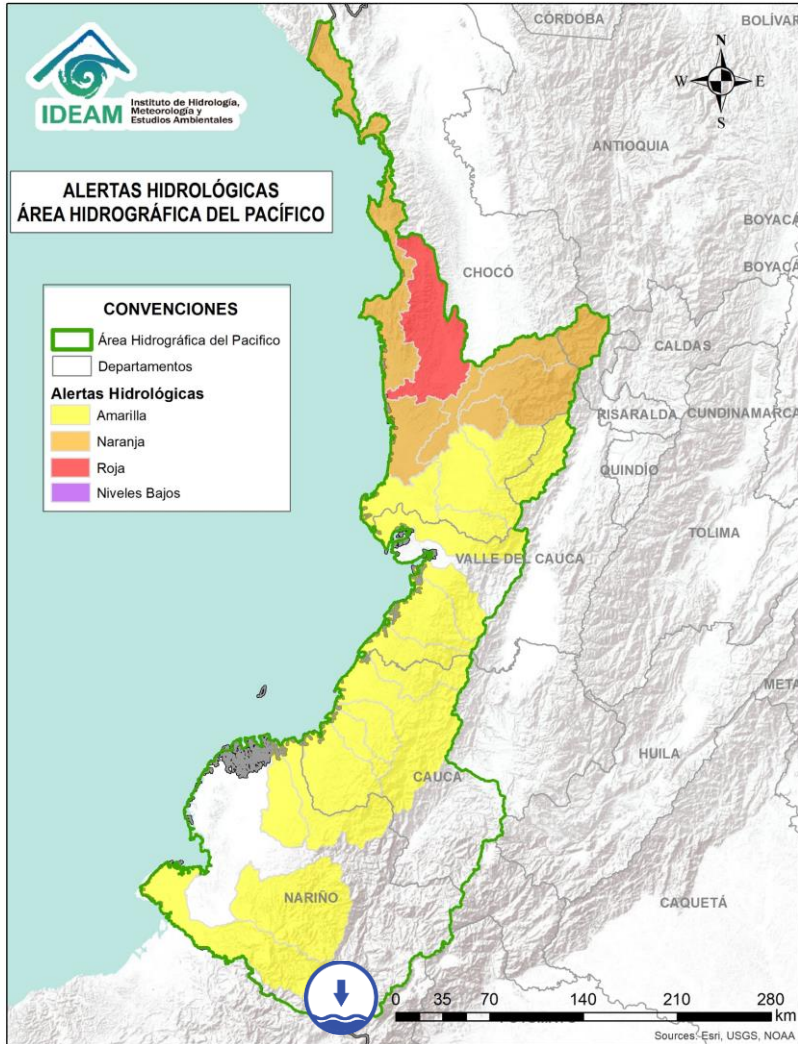 CÓRDOBA
BOLÍVAR
N
W
E
S
IDEAM
Instituto de Hidrología,
Meteorología y
Estudios Ambientales
ANTIOQUIA
ALERTAS HIDROLÓGICAS
ÁREA HIDROGRÁFICA DEL PACÍFICO
BOYACÁ
BOYACÁ
CHOCÓ
CONVENCIONES
Área Hidrográfica del Pacífico
Departamentos
Alertas Hidrológicas
Amarilla
Naranja
Roja
Niveles Bajos
CALDAS
RISARALDA
CUNDINAMARCA
QUINDÍO
TOLIMA
VALLE DEL CAUCA
META
HUILA
CAUCA
NARIÑO
CAQUETÁ
0 35 70 140 210 280
km
Sources: Esri, USGS, NOAA